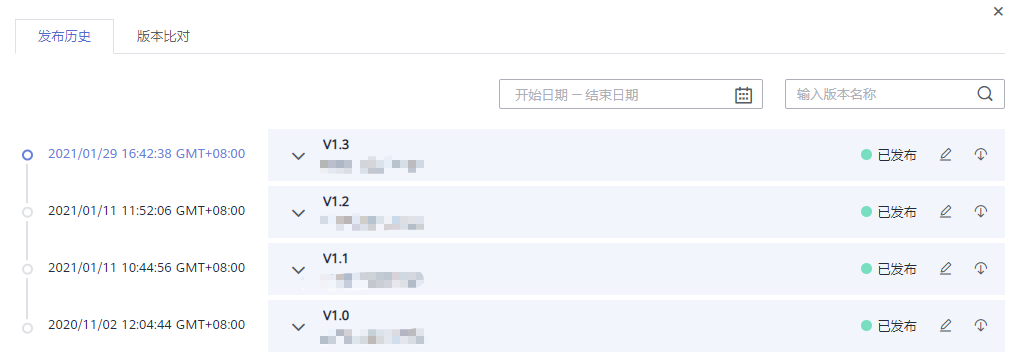 发布历史 版本比对
开始日期 – 结束日期 输入版本名称
2021/01/29 16:42:38 GMT+08:00 V1.3 已发布
2021/01/11 11:52:06 GMT+08:00 V1.2 已发布
2021/01/11 10:44:56 GMT+08:00 V1.1 已发布
2020/11/02 12:04:44 GMT+08:00 V1.0 已发布